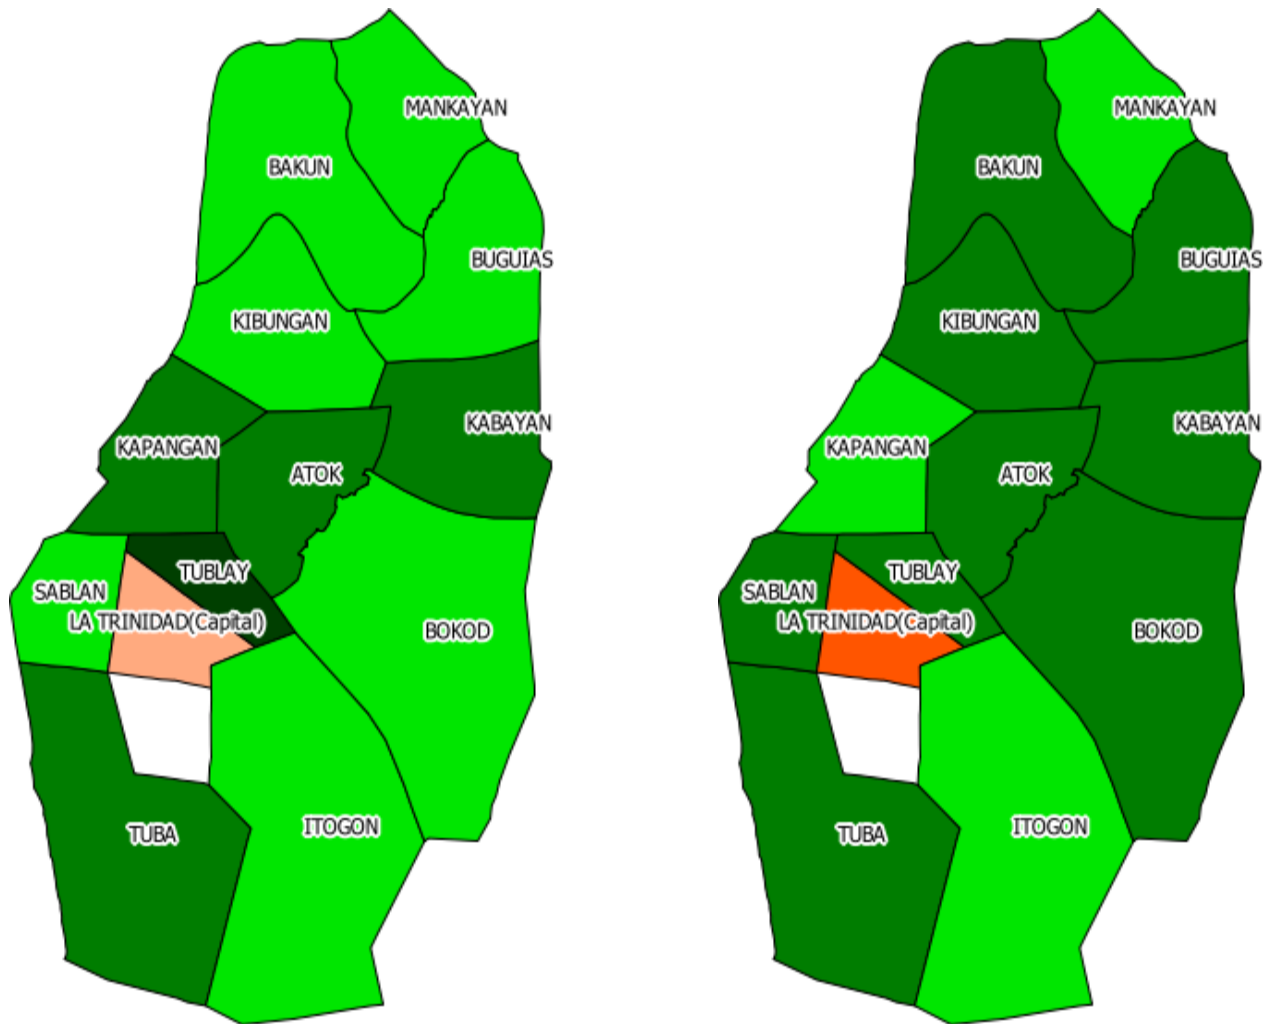 MANKAYAN
BAKUN
BUGUIAS
KIBUNGAN
KABAYAN
KAPANGAN
ATOK
TUBLAY
SABLAN
LA TRINIDAD(Capital)
BOKOD
TUBA
ITOGON
MANKAYAN
BAKUN
BUGUIAS
KIBUNGAN
KABAYAN
KAPANGAN
ATOK
TUBLAY
SABLAN
LA TRINIDAD(Capital)
BOKOD
TUBA
ITOGON